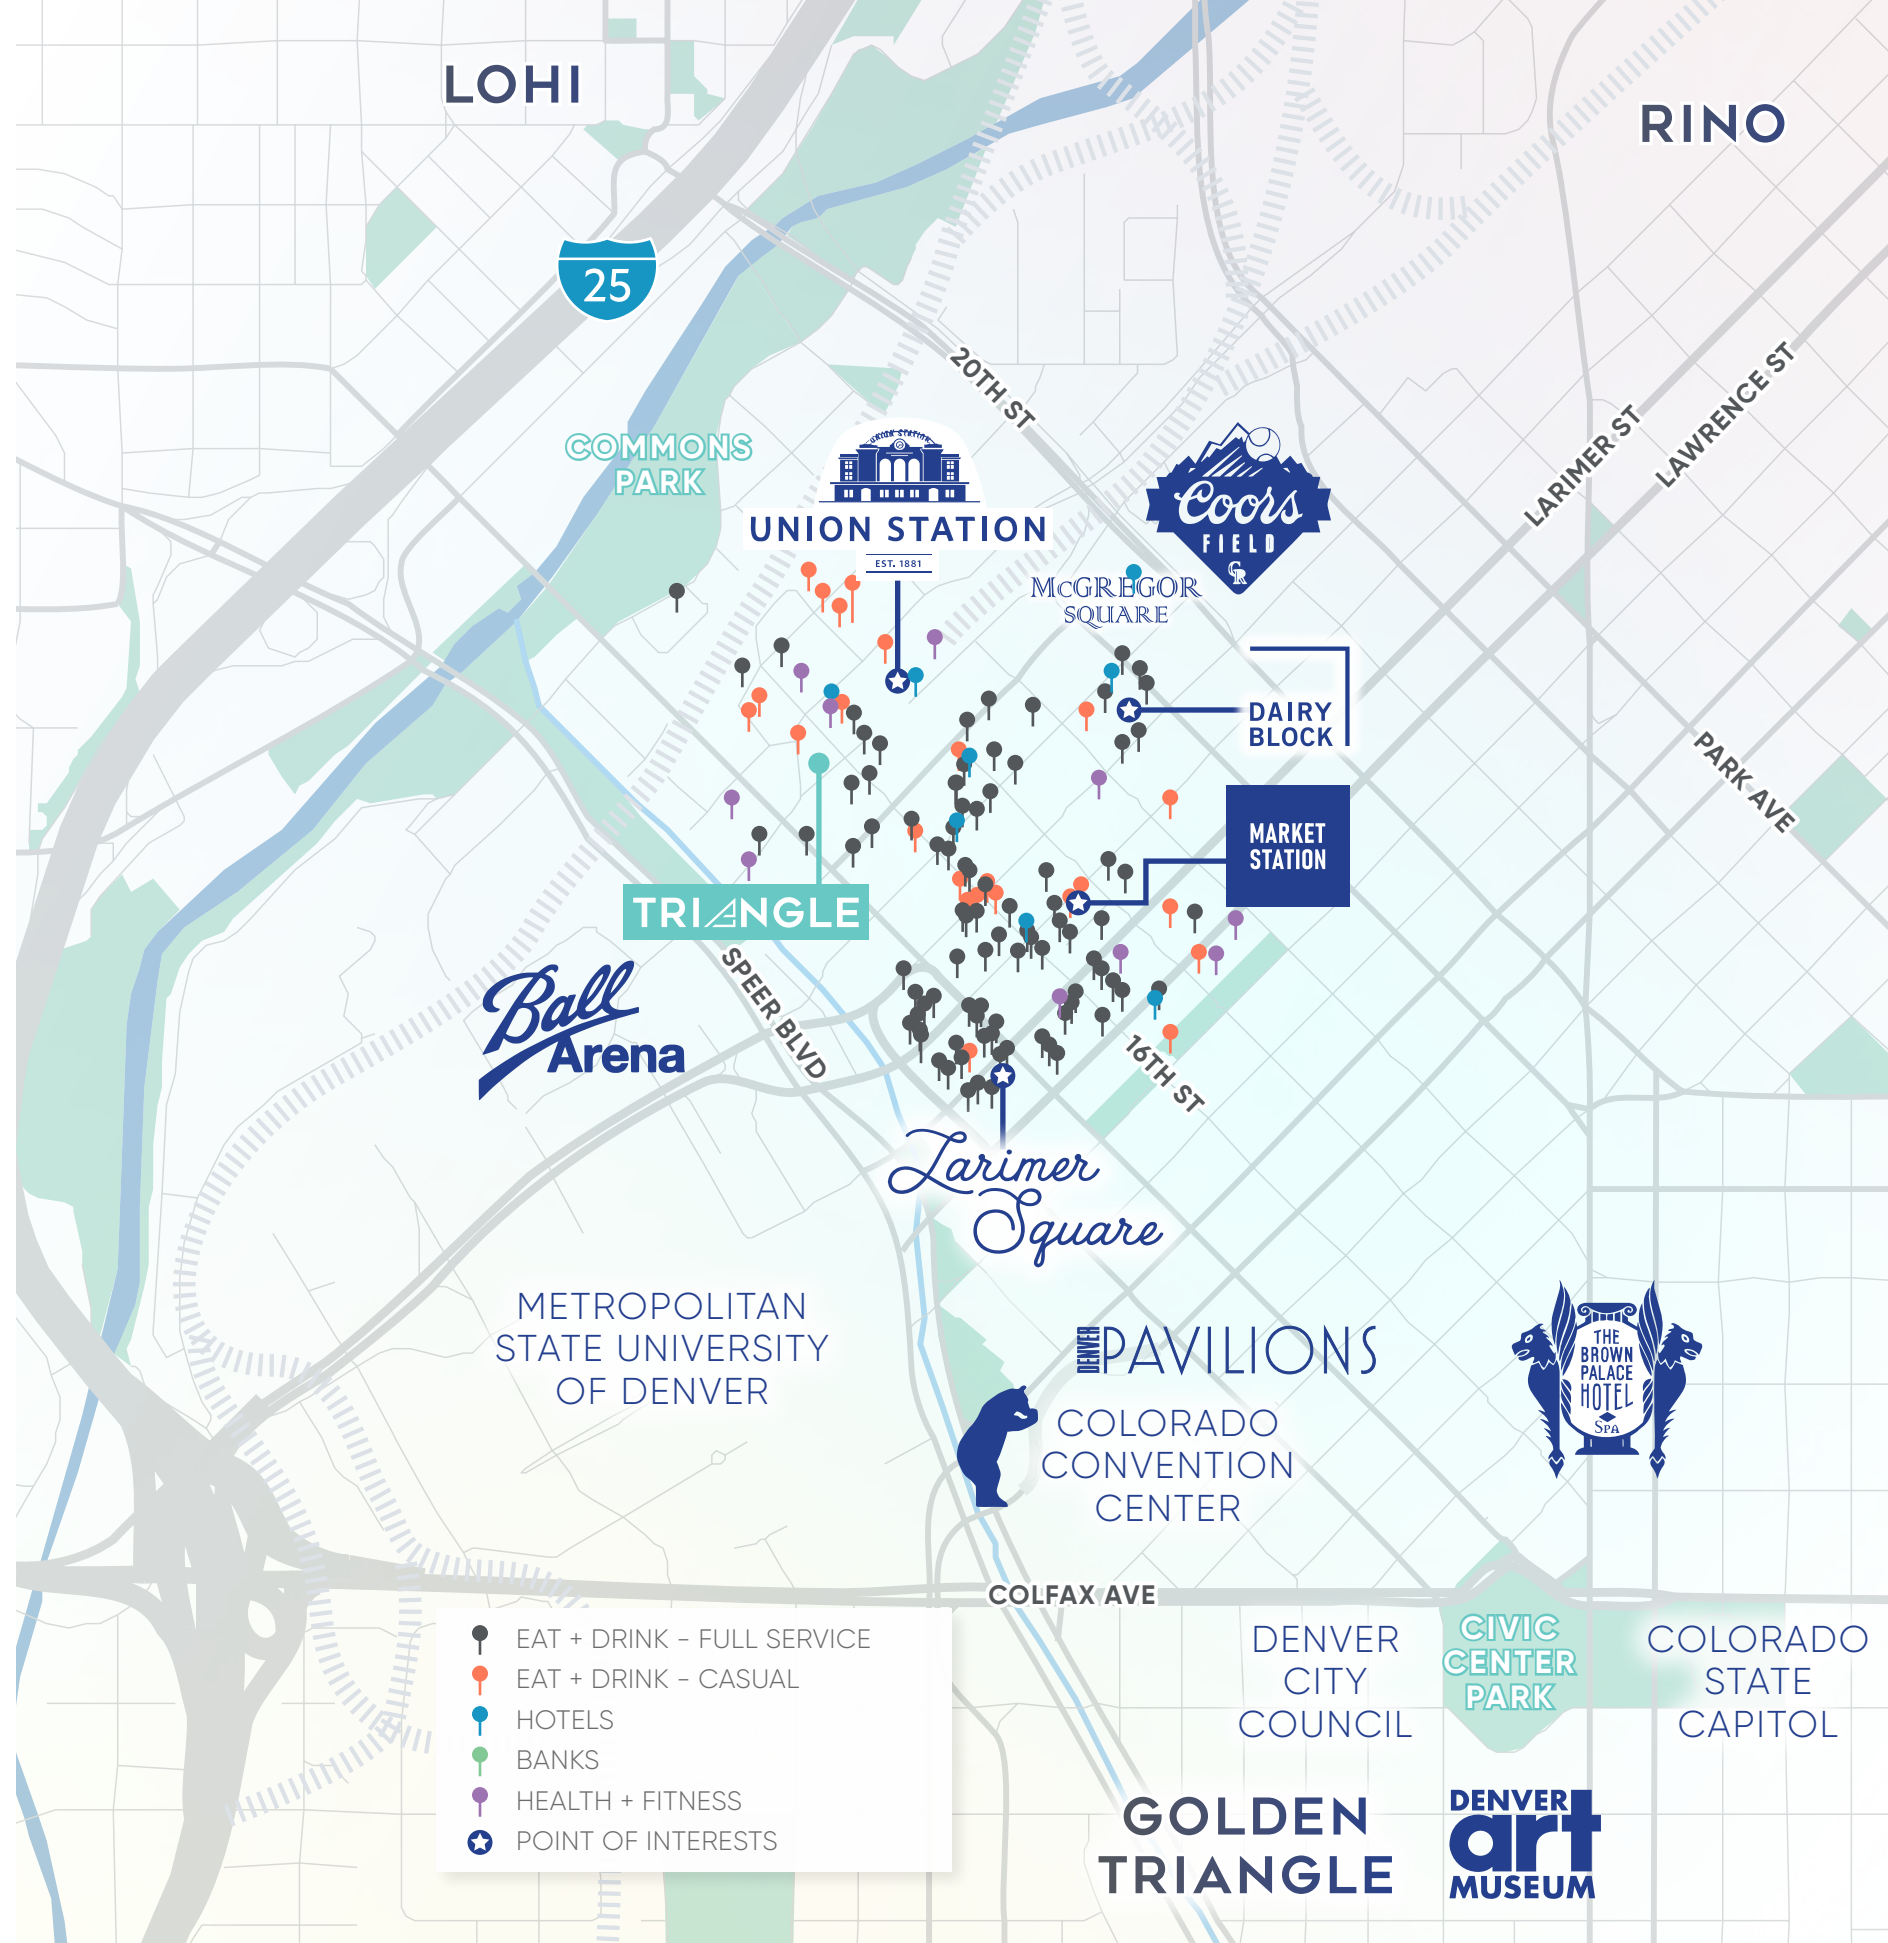 LOHI
RINO
25
20TH ST
LARIMER ST
LAWRENCE ST
COMMONS
PARK
UNION STATION
UNION STATION
EST. 1881
Coors
FIELD
CR
McGREGOR
SQUARE
DAIRY
BLOCK
PARK AVE
MARKET
STATION
TRIANGLE
SPEER BLVD
Ball
Arena
16TH ST
Larimer
Square
METROPOLITAN
STATE UNIVERSITY
OF DENVER
DENVER PAVILIONS
COLORADO
CONVENTION
CENTER
THE
BROWN
PALACE
HOTEL
SPA
COLFAX AVE
EAT + DRINK - FULL SERVICE
EAT + DRINK - CASUAL
HOTELS
BANKS
HEALTH + FITNESS
POINT OF INTERESTS
DENVER
CITY
COUNCIL
CIVIC
CENTER
PARK
COLORADO
STATE
CAPITOL
GOLDEN
TRIANGLE
DENVER
art
MUSEUM